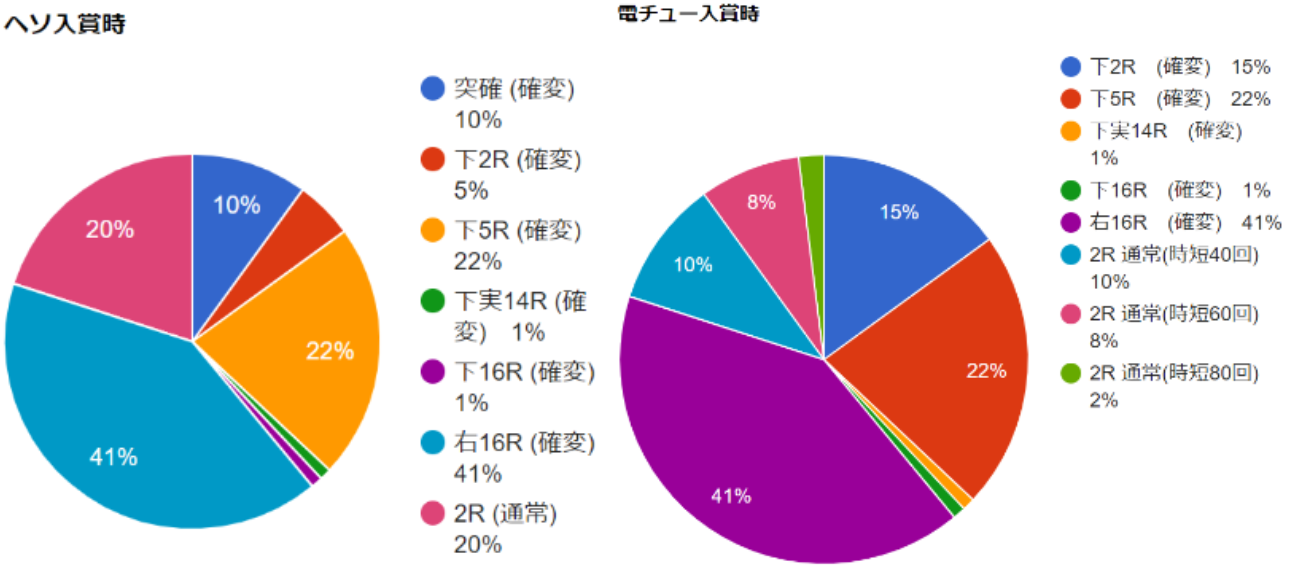 ヘソ入賞時
10%
22%
41%
20%
突確 (確変)
10%
下2R (確変)
5%
下5R (確変)
22%
下実14R (確
変)　1%
下16R (確変)
1%
右16R (確変)
41%
2R (通常)
20%
電チュー入賞時
15%
22%
41%
10%
8%
下2R　(確変)　15%
下5R　(確変)　22%
下実14R　(確変)
1%
下16R　(確変)　1%
右16R　(確変)　41%
2R 通常(時短40回)
10%
2R 通常(時短60回)
8%
2R 通常(時短80回)
2%